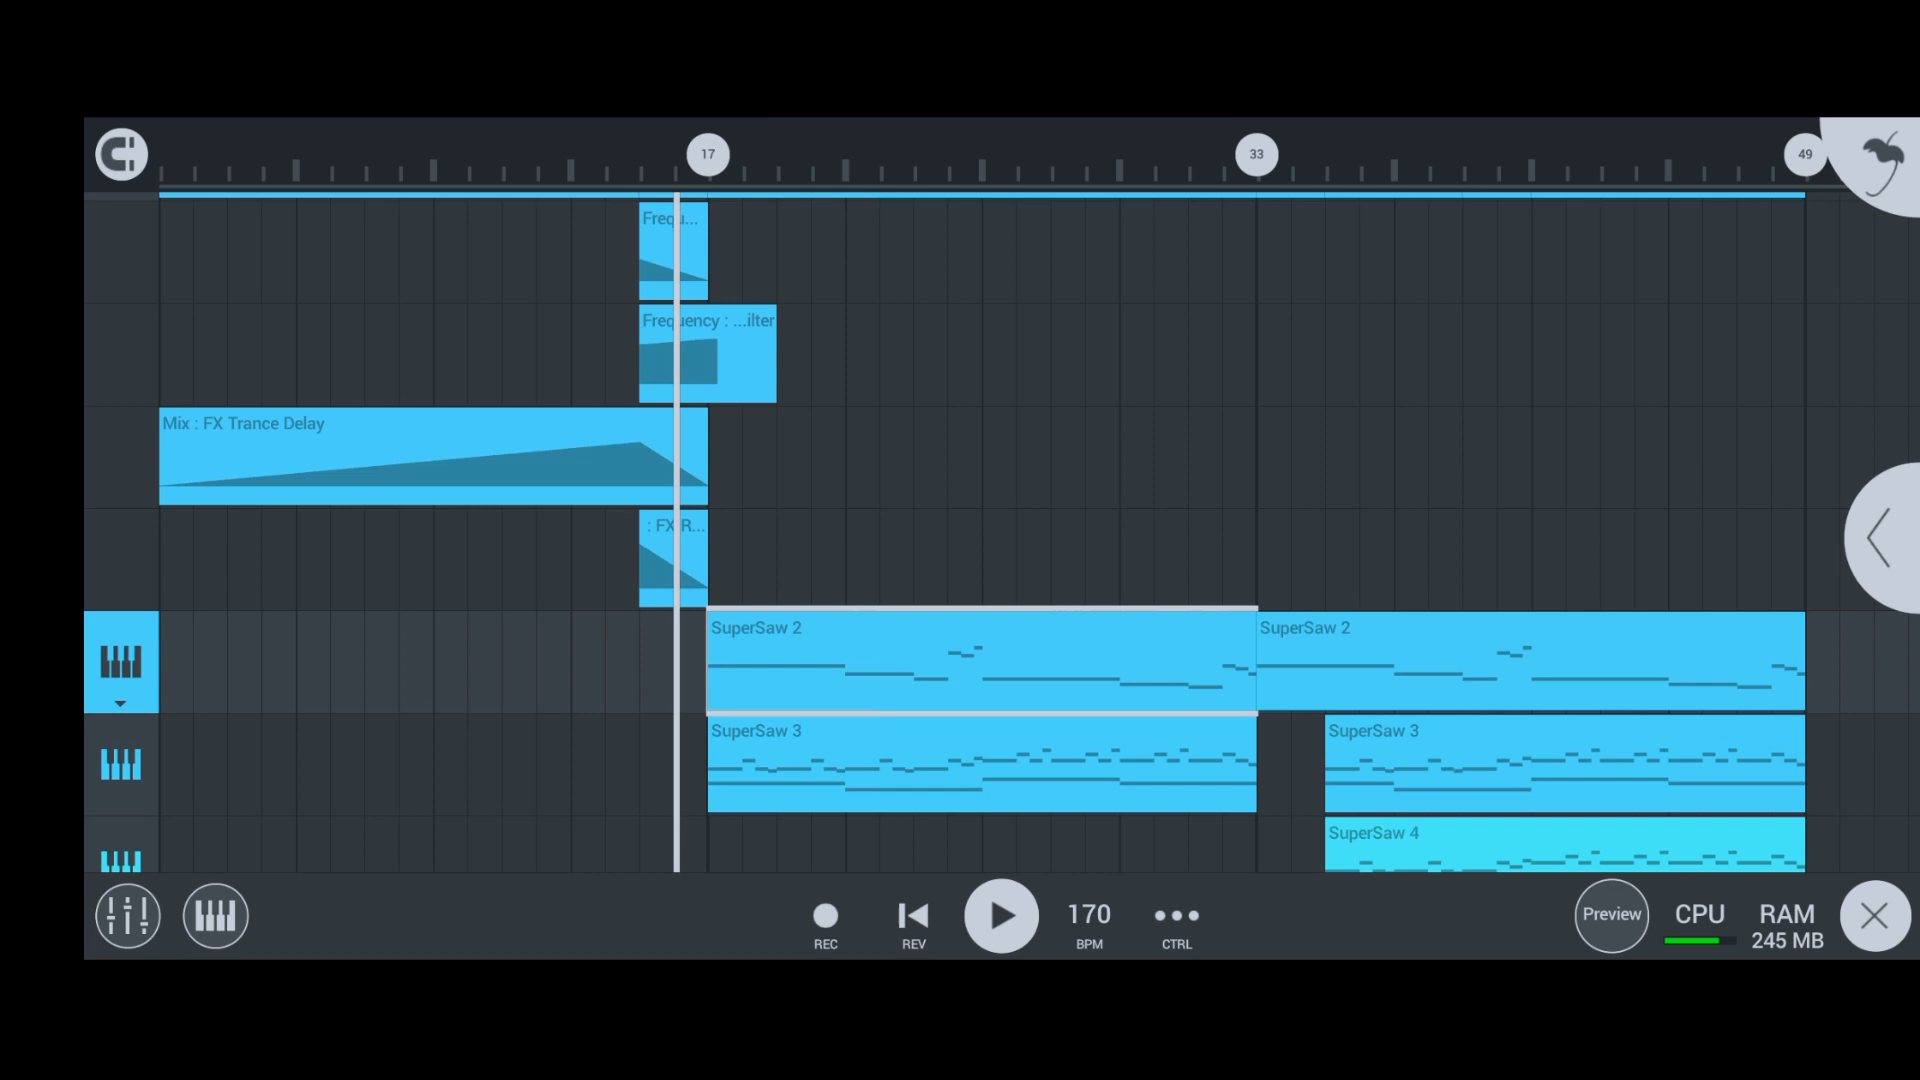 17
33
49
Frequ...
Frequency : ...ilter
Mix : FX Trance Delay
: FX R...
SuperSaw 2
SuperSaw 2
SuperSaw 3
SuperSaw 3
SuperSaw 4
REC
REV
170
BPM
CTRL
Preview
CPU
RAM
245 MB